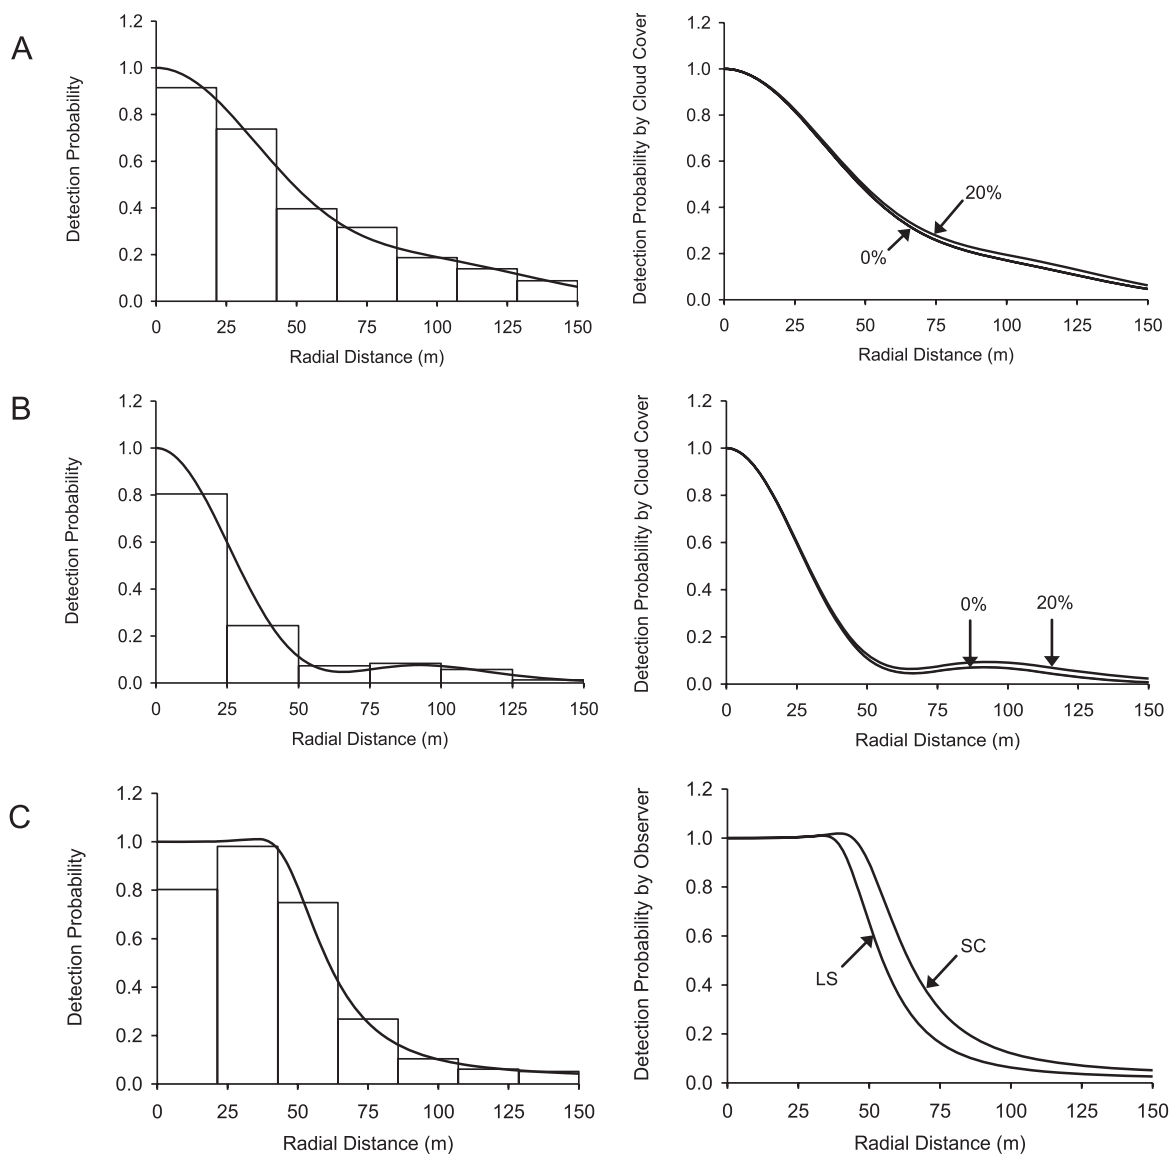 A
Detection Probability
1.2
1.0
0.8
0.6
0.4
0.2
0.0
0 25 50 75 100 125 150
Radial Distance (m)
Detection Probability by Cloud Cover
1.2
1.0
0.8
0.6
0.4
0.2
0.0
20%
0%
0 25 50 75 100 125 150
Radial Distance (m)
B
Detection Probability
1.2
1.0
0.8
0.6
0.4
0.2
0.0
0 25 50 75 100 125 150
Radial Distance (m)
Detection Probability by Cloud Cover
1.2
1.0
0.8
0.6
0.4
0.2
0.0
0% 20%
0 25 50 75 100 125 150
Radial Distance (m)
C
Detection Probability
1.2
1.0
0.8
0.6
0.4
0.2
0.0
0 25 50 75 100 125 150
Radial Distance (m)
Detection Probability by Observer
1.2
1.0
0.8
0.6
0.4
0.2
0.0
SC
LS
0 25 50 75 100 125 150
Radial Distance (m)